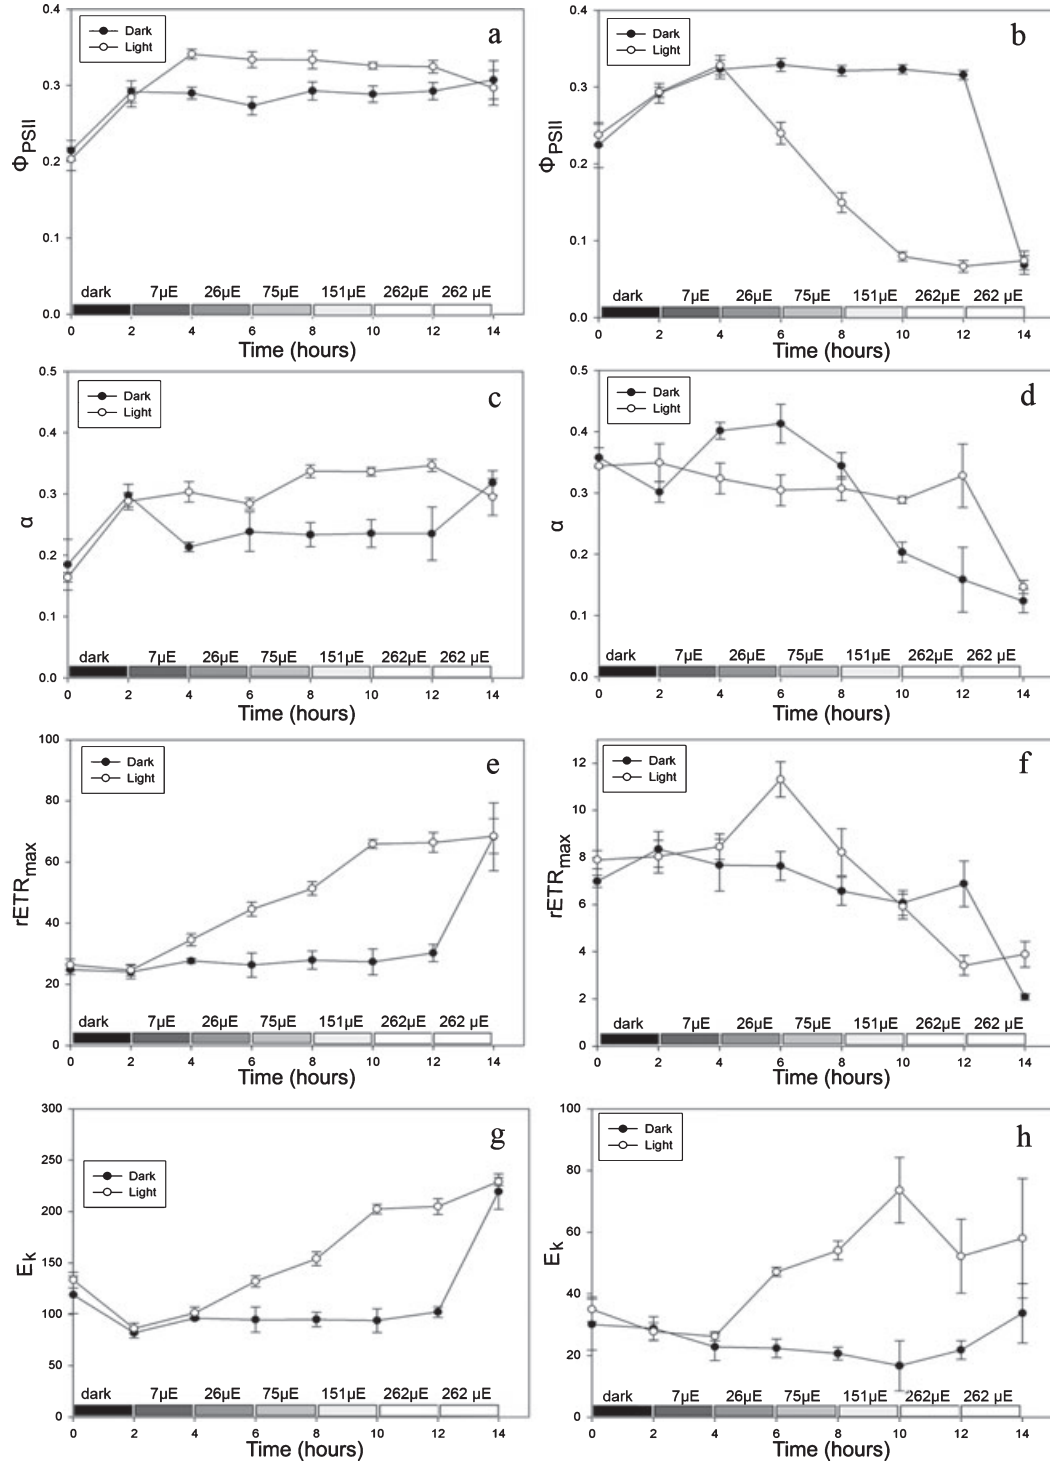 a
Dark
Light
0.4
0.3
0.2
0.1
0.0
ΦPSII
dark 7µE 26µE 75µE 151µE 262µE 262 µE
0 2 4 6 8 10 12 14
Time (hours)
b
Dark
Light
0.4
0.3
0.2
0.1
0.0
ΦPSII
dark 7µE 26µE 75µE 151µE 262µE 262 µE
0 2 4 6 8 10 12 14
Time (hours)
c
Dark
Light
0.5
0.4
0.3
0.2
0.1
0.0
α
dark 7µE 26µE 75µE 151µE 262µE 262 µE
0 2 4 6 8 10 12 14
Time (hours)
d
Dark
Light
0.5
0.4
0.3
0.2
0.1
0.0
α
dark 7µE 26µE 75µE 151µE 262µE 262 µE
0 2 4 6 8 10 12 14
Time (hours)
e
Dark
Light
100
80
60
40
20
0
rETRmax
dark 7µE 26µE 75µE 151µE 262µE 262 µE
0 2 4 6 8 10 12 14
Time (hours)
f
Dark
Light
12
10
8
6
4
2
0
rETRmax
dark 7µE 26µE 75µE 151µE 262µE 262 µE
0 2 4 6 8 10 12 14
Time (hours)
g
Dark
Light
300
250
200
150
100
50
0
Ek
dark 7µE 26µE 75µE 151µE 262µE 262 µE
0 2 4 6 8 10 12 14
Time (hours)
h
Dark
Light
100
80
60
40
20
0
Ek
dark 7µE 26µE 75µE 151µE 262µE 262 µE
0 2 4 6 8 10 12 14
Time (hours)